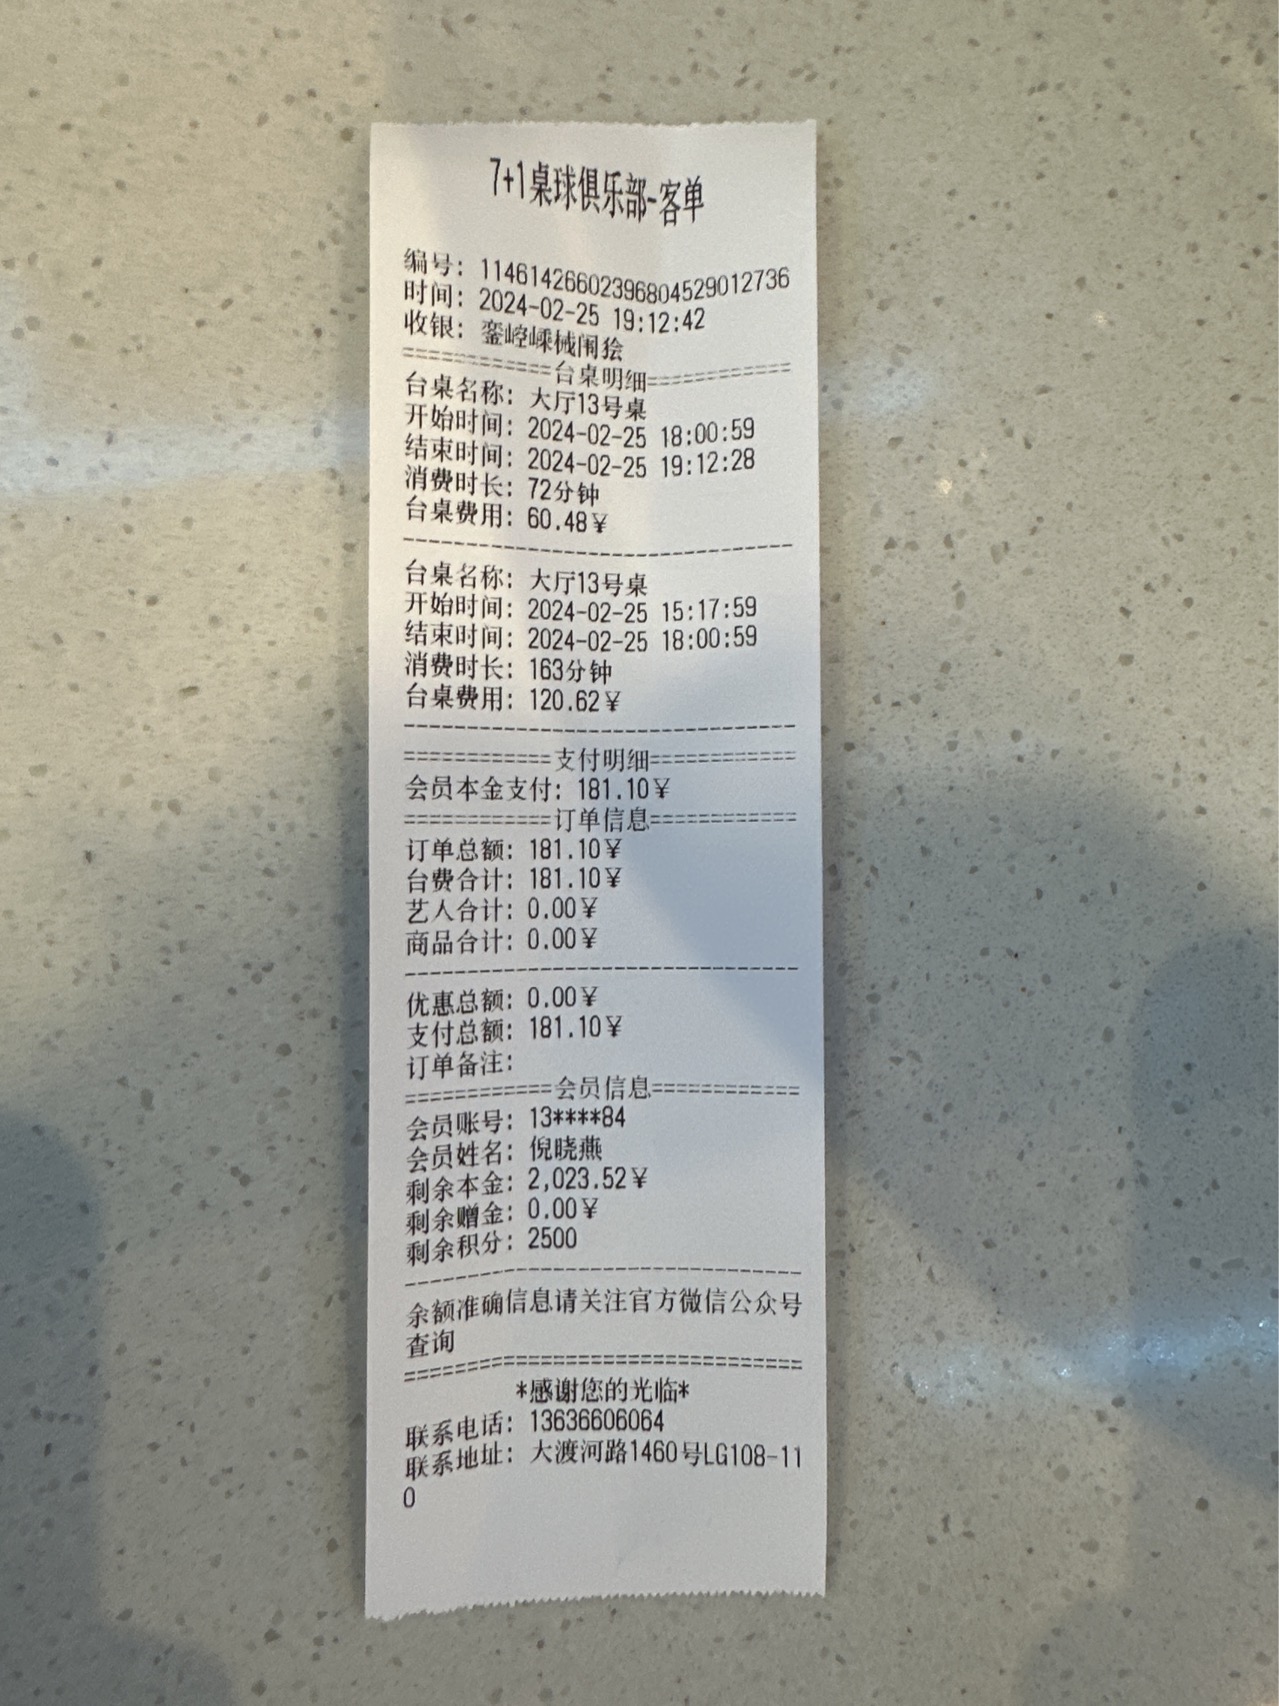 7+1桌球俱乐部-客单
编号: 1146142660239680452901273​6
时间: 2024-02-25 19:12:42
收银: 銮崆嵊械闱狯
============台桌明细============
台桌名称: 大厅13号桌
开始时间: 2024-02-25 18:00:59
结束时间: 2024-02-25 19:12:28
消费时长: 72分钟
台桌费用: 60.48¥
--------------------------------
台桌名称: 大厅13号桌
开始时间: 2024-02-25 15:17:59
结束时间: 2024-02-25 18:00:59
消费时长: 163分钟
台桌费用: 120.62¥
--------------------------------
============支付明细============
会员本金支付: 181.10¥
============订单信息============
订单总额: 181.10¥
台费合计: 181.10¥
艺人合计: 0.00¥
商品合计: 0.00¥
--------------------------------
优惠总额: 0.00¥
支付总额: 181.10¥
订单备注:
============会员信息============
会员账号: 13****84
会员姓名: 倪晓燕
剩余本金: 2,023.52¥
剩余赠金: 0.00¥
剩余积分: 2500
--------------------------------
余额准确信息请关注官方微信公众号
查询
================================
*感谢您的光临*
联系电话: 13636606064
联系地址: 大渡河路1460号LG108-11
0